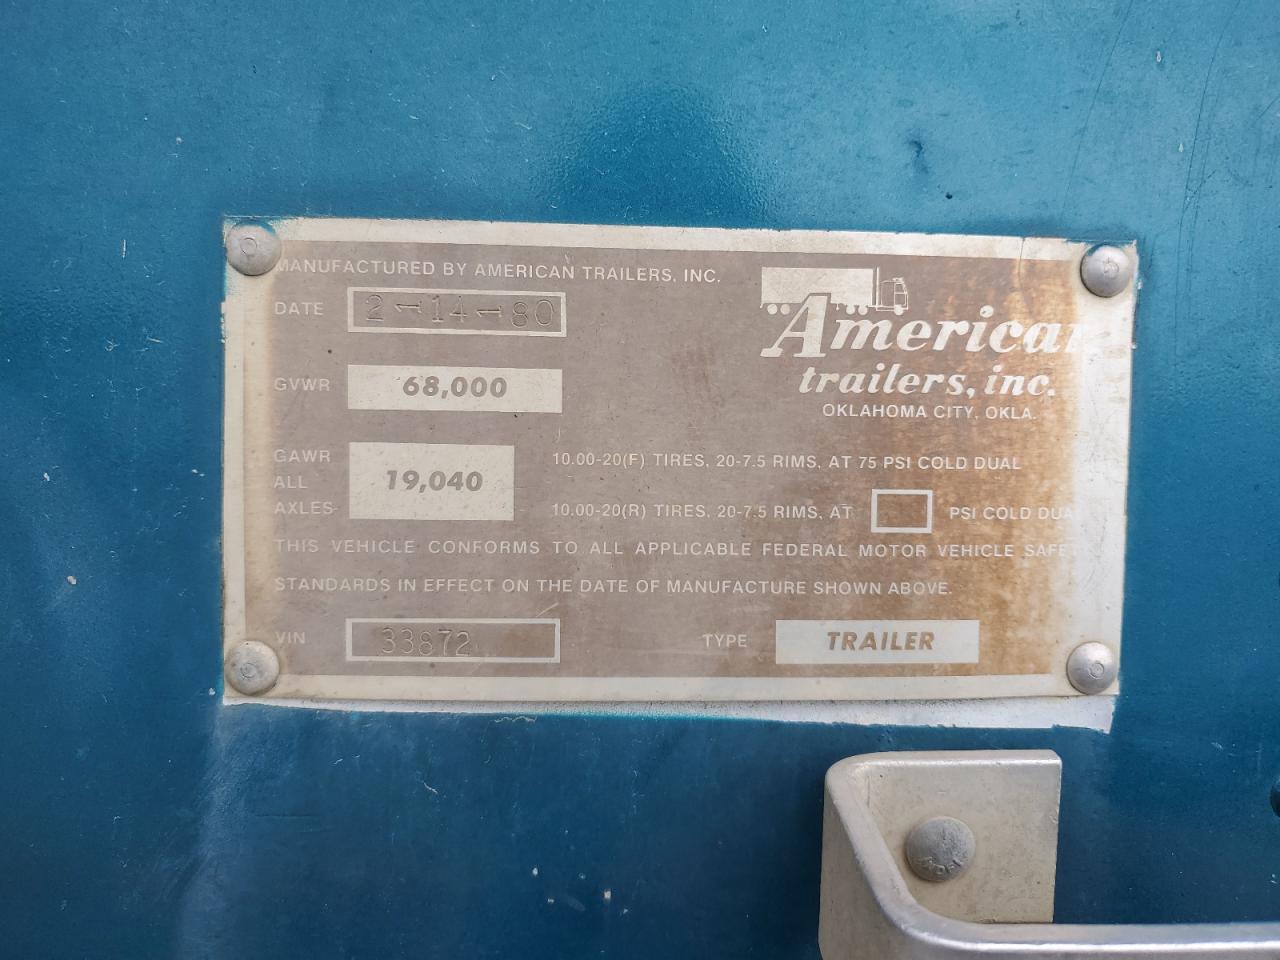 MANUFACTURED BY AMERICAN TRAILERS, INC.
DATE 2-14-80
American
trailers, inc.
OKLAHOMA CITY, OKLA.
GVWR 68,000
GAWR
ALL
AXLES
19,040
10.00-20(F) TIRES, 20-7.5 RIMS, AT 75 PSI COLD DUAL
10.00-20(R) TIRES, 20-7.5 RIMS, AT PSI COLD DUAL
THIS VEHICLE CONFORMS TO ALL APPLICABLE FEDERAL MOTOR VEHICLE SAFETY
STANDARDS IN EFFECT ON THE DATE OF MANUFACTURE SHOWN ABOVE.
VIN 33872 TYPE TRAILER